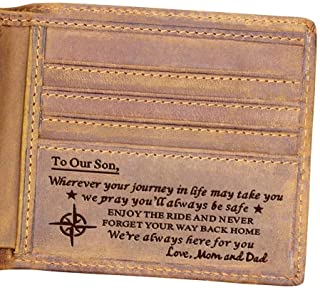 To Our Son,
Wherever your journey in life may take you
we pray you'll always be safe
ENJOY THE RIDE AND NEVER
FORGET YOUR WAY BACK HOME
We're always here for you
Love, Mom and Dad